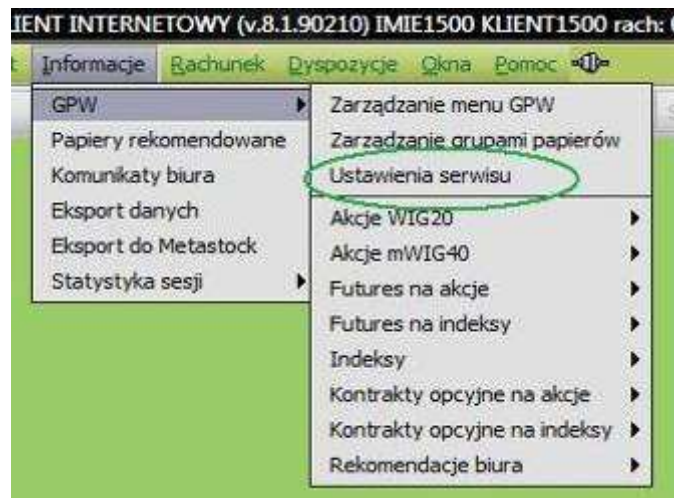 IENT INTERNETOWY (v.8.1.90210) IMIE1500 KLIENT1500 rach:
Informacje Rachunek Dyspozycje Okna Pomoc
GPW
Papiery rekomendowane
Komunikaty biura
Eksport danych
Eksport do Metastock
Statystyka sesji
Zarządzanie menu GPW
Zarządzanie grupami papierów
Ustawienia serwisu
Akcje WIG20
Akcje mWIG40
Futures na akcje
Futures na indeksy
Indeksy
Kontrakty opcyjne na akcje
Kontrakty opcyjne na indeksy
Rekomendacje biura